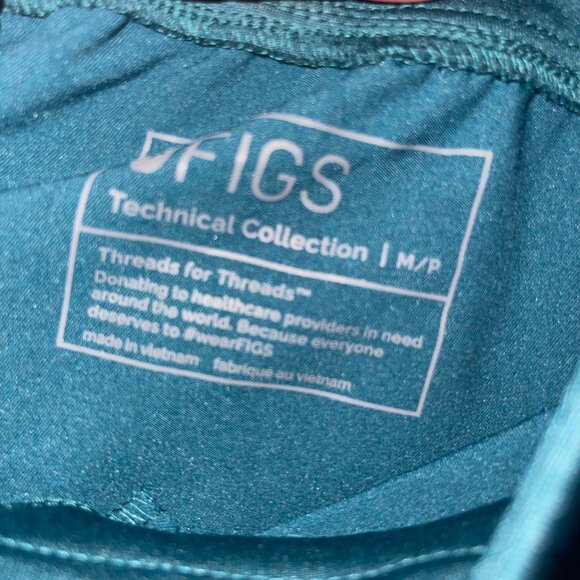 FIGS
Technical Collection | M/P
Threads for Threads™
Donating to healthcare providers in need
around the world. Because everyone
deserves to #wearFIGS
made in vietnam fabriqué au vietnam